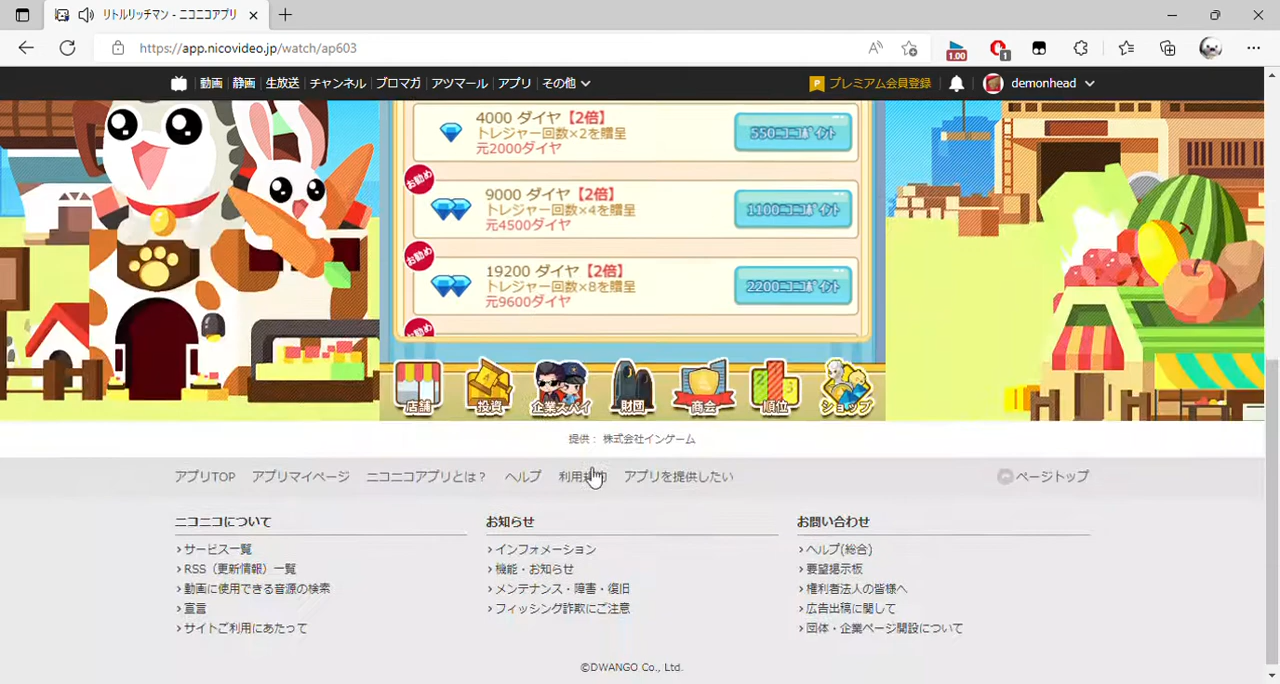 リトルリッチマン - ニコニコアプリ
https://app.nicovideo.jp/watch/ap603
1.00
1
動画 静画 生放送 チャンネル ブロマガ アツマール アプリ その他
プレミアム会員登録
demonhead
4000 ダイヤ【2倍】
トレジャー回数×2を贈呈
元2000ダイヤ
550ニコニコポイント
お勧め
9000 ダイヤ【2倍】
トレジャー回数×4を贈呈
元4500ダイヤ
1100ニコニコポイント
お勧め
19200 ダイヤ【2倍】
トレジャー回数×8を贈呈
元9600ダイヤ
2200ニコニコポイント
お勧め
店舗 投資 企業スパイ 財団 商会 順位 ショップ
提供： 株式会社インゲーム
アプリTOP アプリマイページ ニコニコアプリとは？ ヘルプ 利用規約 アプリを提供したい ページトップ
ニコニコについて
サービス一覧
RSS（更新情報）一覧
動画に使用できる音源の検索
宣言
サイトご利用にあたって
お知らせ
インフォメーション
機能・お知らせ
メンテナンス・障害・復旧
フィッシング詐欺にご注意
お問い合わせ
ヘルプ(総合)
要望掲示板
権利者法人の皆様へ
広告出稿に関して
団体・企業ページ開設について
©DWANGO Co., Ltd.